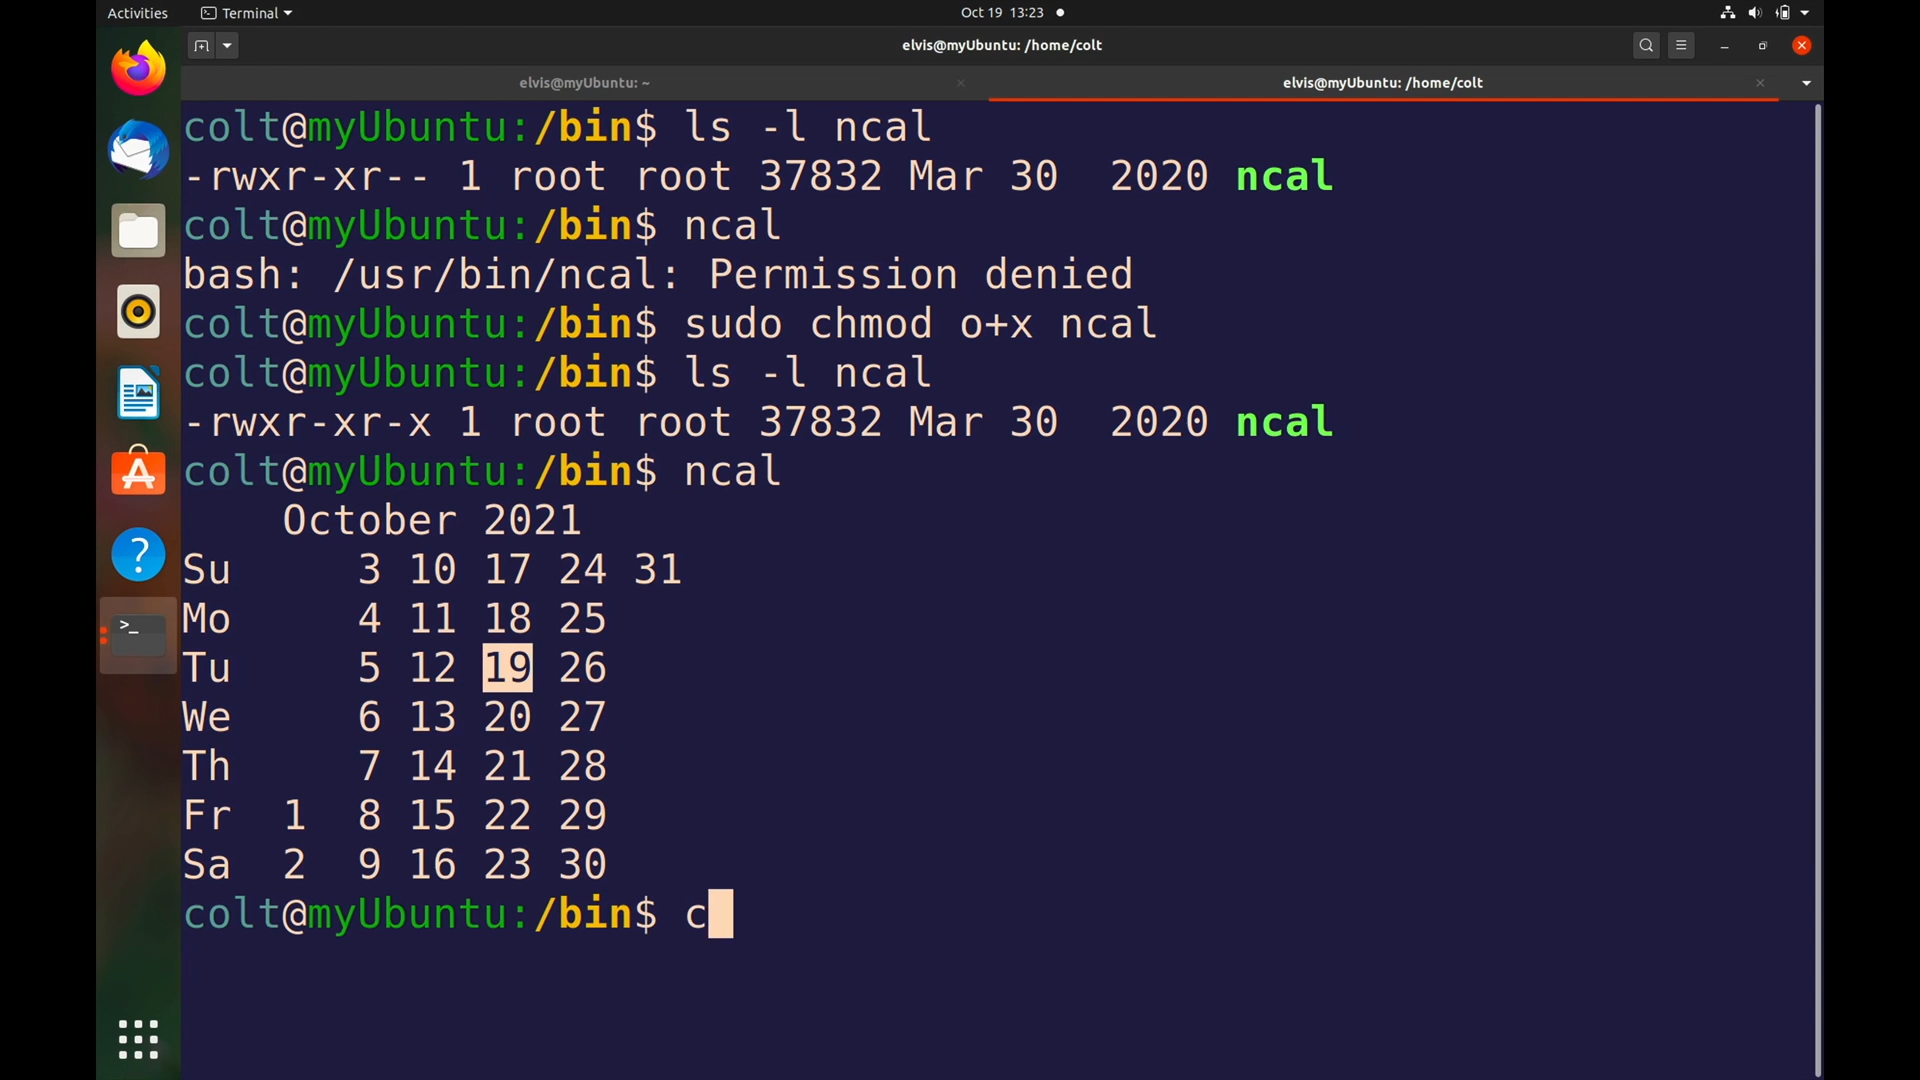 Activities Terminal Oct 19 13:23
elvis@myUbuntu: /home/colt
elvis@myUbuntu: ~ elvis@myUbuntu: /home/colt
colt@myUbuntu:/bin$ ls -l ncal
-rwxr-xr-- 1 root root 37832 Mar 30  2020 ncal
colt@myUbuntu:/bin$ ncal
bash: /usr/bin/ncal: Permission denied
colt@myUbuntu:/bin$ sudo chmod o+x ncal
colt@myUbuntu:/bin$ ls -l ncal
-rwxr-xr-x 1 root root 37832 Mar 30  2020 ncal
colt@myUbuntu:/bin$ ncal
    October 2021
Su     3 10 17 24 31
Mo     4 11 18 25
Tu     5 12 19 26
We     6 13 20 27
Th     7 14 21 28
Fr  1  8 15 22 29
Sa  2  9 16 23 30
colt@myUbuntu:/bin$ c